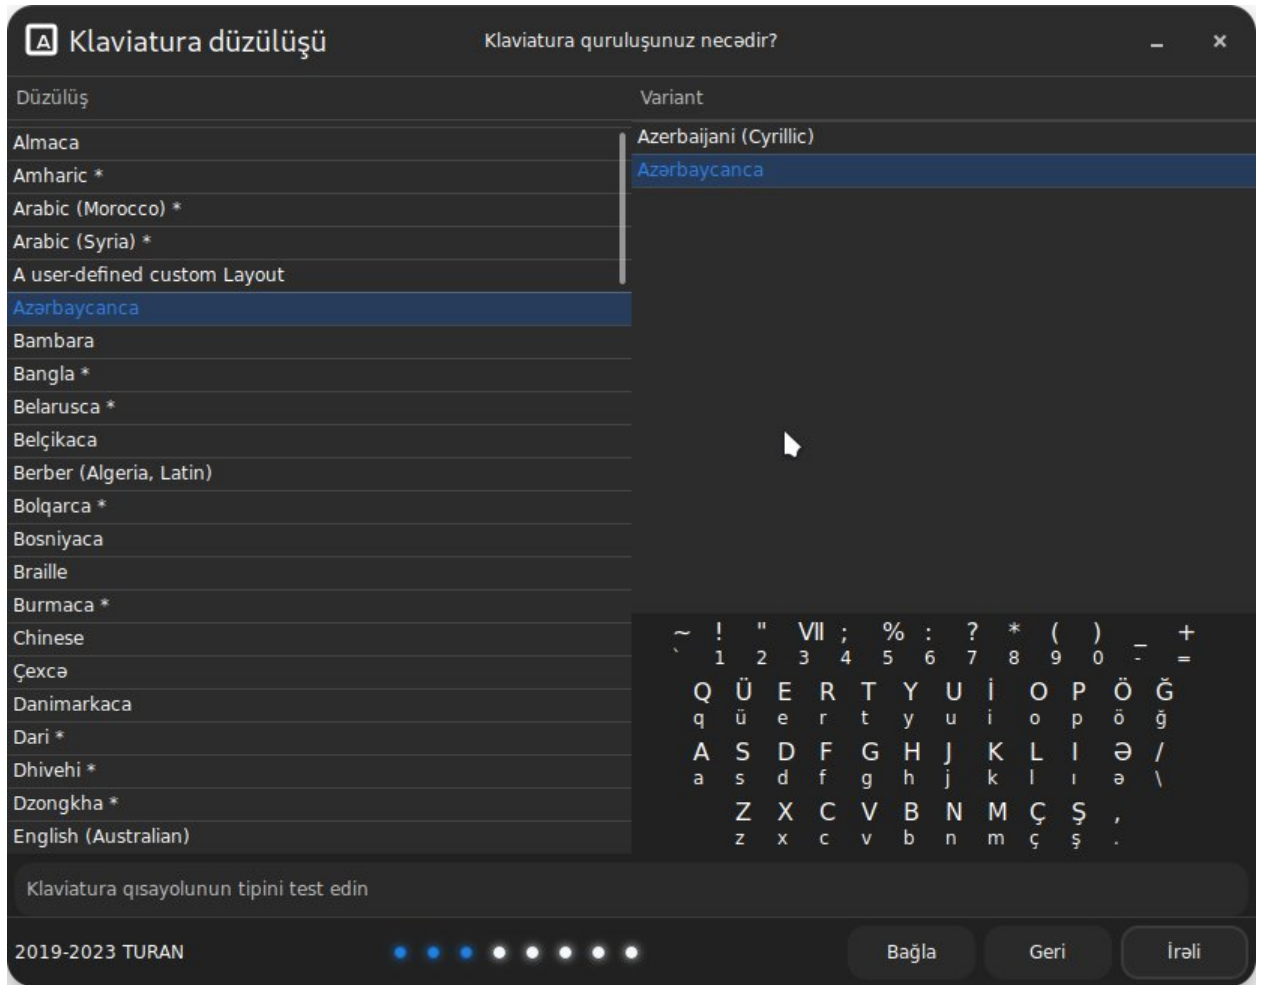 A Klaviatura düzülüşü
Klaviatura quruluşunuz necədir?
Düzülüş
Variant
Almaca
Amharic *
Arabic (Morocco) *
Arabic (Syria) *
A user-defined custom Layout
Azərbaycanca
Bambara
Bangla *
Belarusca *
Belçikaca
Berber (Algeria, Latin)
Bolqarca *
Bosniyaca
Braille
Burmaca *
Chinese
Çexcə
Danimarkaca
Dari *
Dhivehi *
Dzongkha *
English (Australian)
Azerbaijani (Cyrillic)
Azərbaycanca
~ ! " Ⅶ ; % : ? * ( ) _ +
` 1 2 3 4 5 6 7 8 9 0 - =
Q Ü E R T Y U İ O P Ö Ğ
q ü e r t y u i o p ö ğ
A S D F G H J K L I Ə /
a s d f g h j k l ı ə \
Z X C V B N M Ç Ş ,
z x c v b n m ç ş .
Klaviatura qısayolunun tipini test edin
2019-2023 TURAN
Bağla
Geri
İrəli